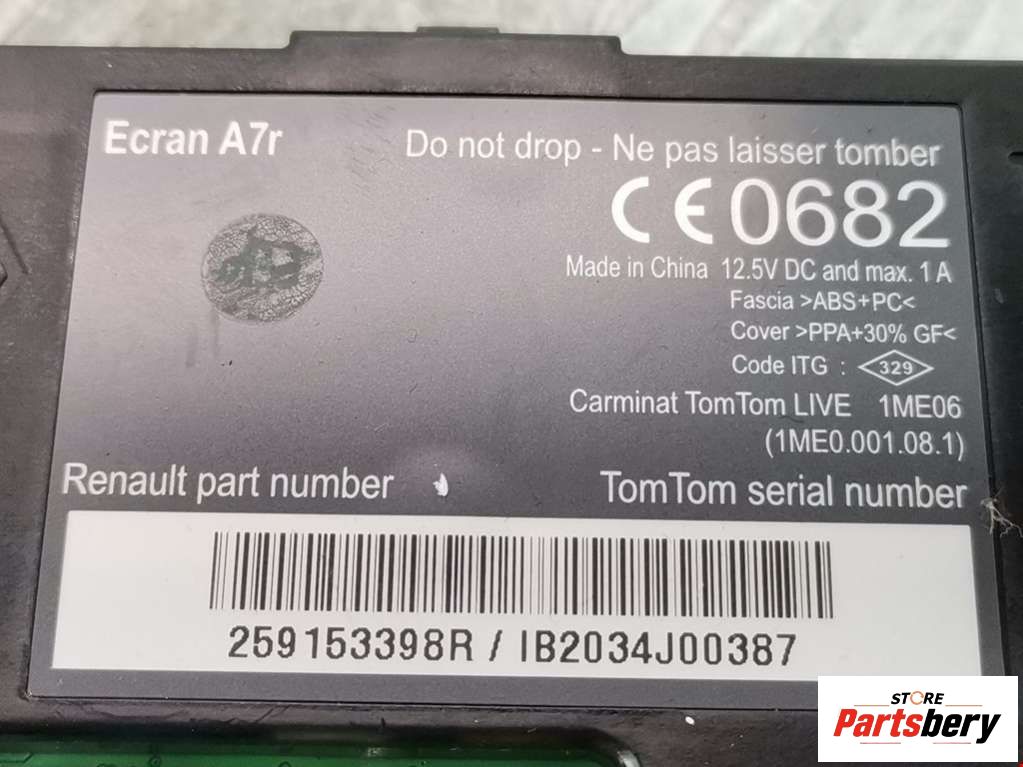 Ecran A7r
Do not drop - Ne pas laisser tomber
CE0682
Made in China 12.5V DC and max. 1 A
Fascia >ABS+PC<
Cover >PPA+30% GF<
Code ITG : 329
Carminat TomTom LIVE 1ME06
(1ME0.001.08.1)
Renault part number
TomTom serial number
259153398R / IB2034J00387
STORE
Partsbery